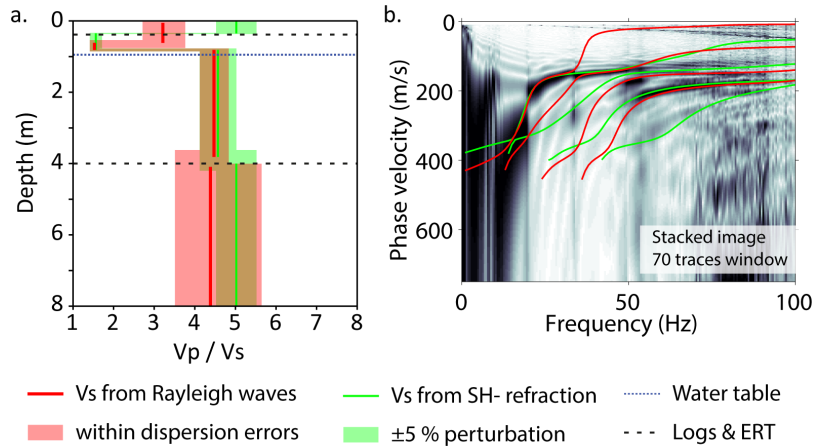 a.
b.
0
2
4
6
8
Depth (m)
1 2 3 4 5 6 7 8
Vp / Vs
200
400
600
Phase velocity (m/s)
Stacked image
70 traces window
0 50 100
Frequency (Hz)
Vs from Rayleigh waves
Vs from SH- refraction
Water table
within dispersion errors
±5 % perturbation
Logs & ERT